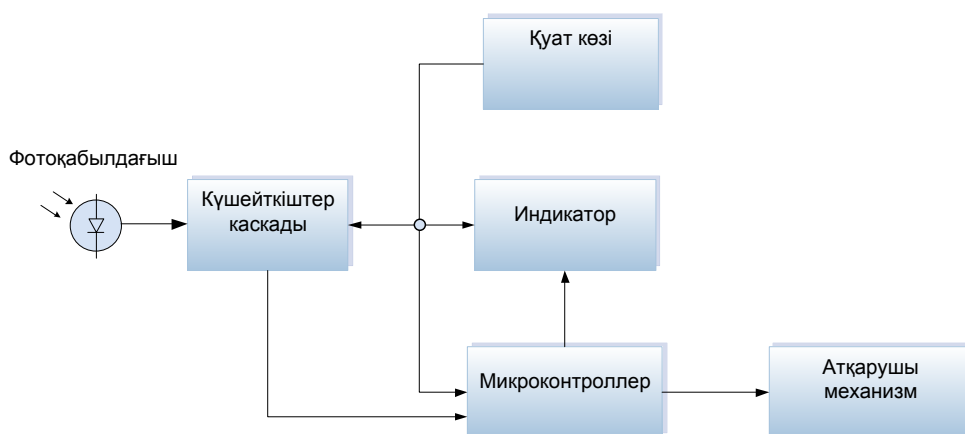 Қуат көзі
Фотоқабылдағыш
Күшейткіштер
каскады
Индикатор
Микроконтроллер
Атқарушы
механизм